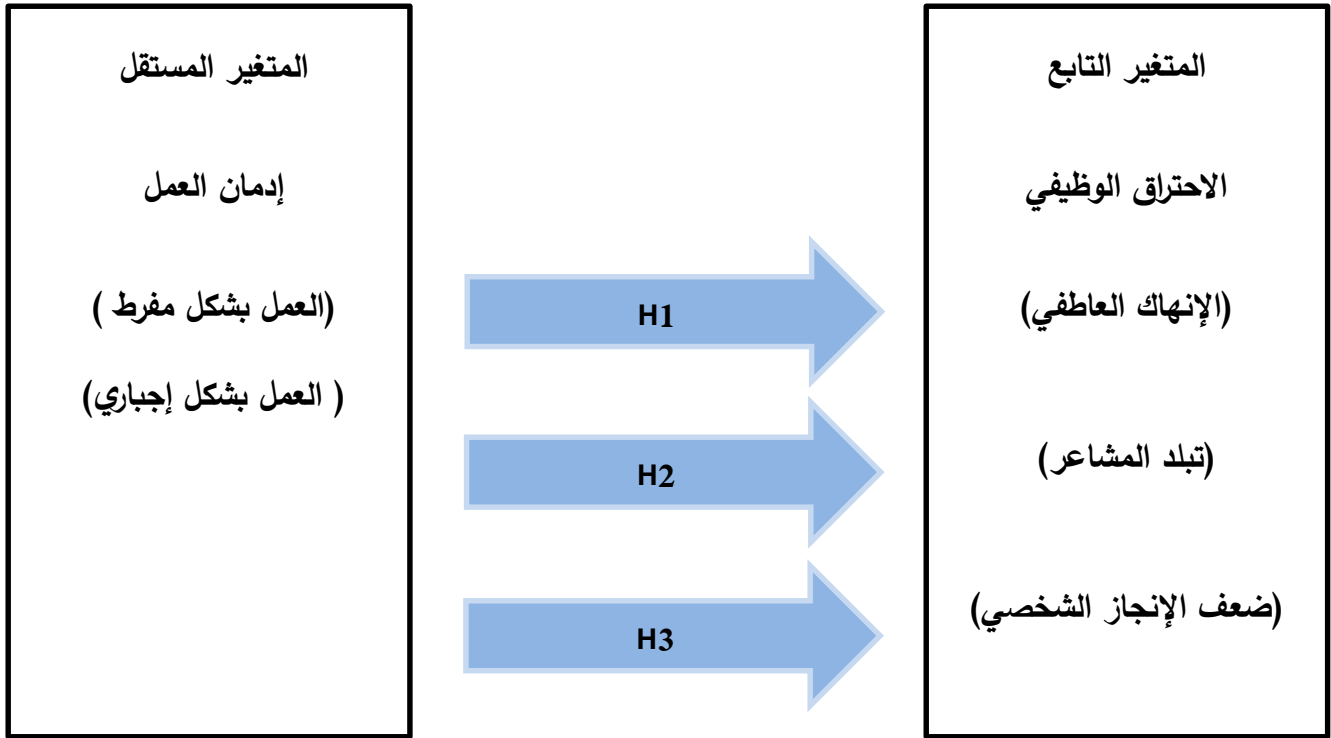 المتغير المستقل
إدمان العمل
(العمل بشكل مفرط )
( العمل بشكل إجباري)
H1
H2
H3
المتغير التابع
الاحتراق الوظيفي
(الإنهاك العاطفي)
(تبلد المشاعر)
(ضعف الإنجاز الشخصي)